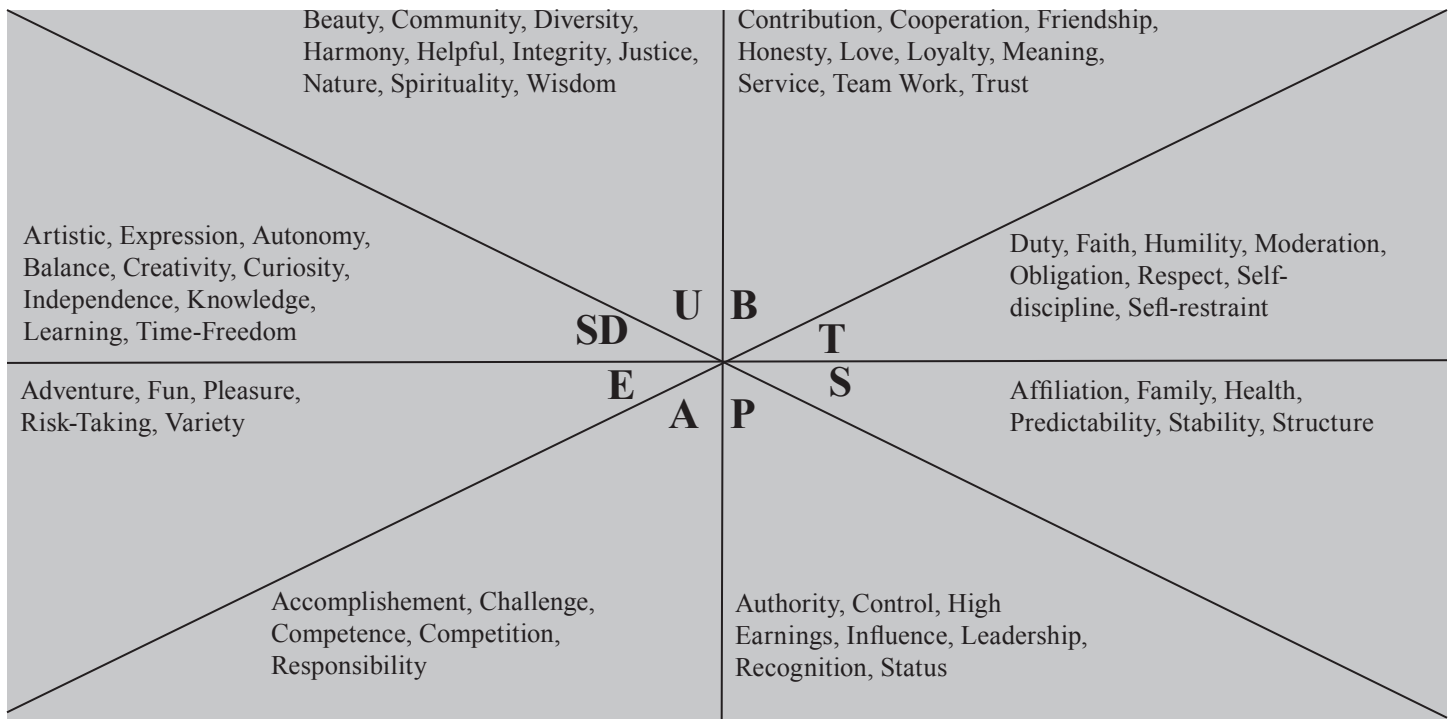 Beauty, Community, Diversity,
Harmony, Helpful, Integrity, Justice,
Nature, Spirituality, Wisdom
Contribution, Cooperation, Friendship,
Honesty, Love, Loyalty, Meaning,
Service, Team Work, Trust
Artistic, Expression, Autonomy,
Balance, Creativity, Curiosity,
Independence, Knowledge,
Learning, Time-Freedom
Duty, Faith, Humility, Moderation,
Obligation, Respect, Self-
discipline, Sefl-restraint
U
B
SD
T
E
S
A
P
Adventure, Fun, Pleasure,
Risk-Taking, Variety
Affiliation, Family, Health,
Predictability, Stability, Structure
Accomplishement, Challenge,
Competence, Competition,
Responsibility
Authority, Control, High
Earnings, Influence, Leadership,
Recognition, Status